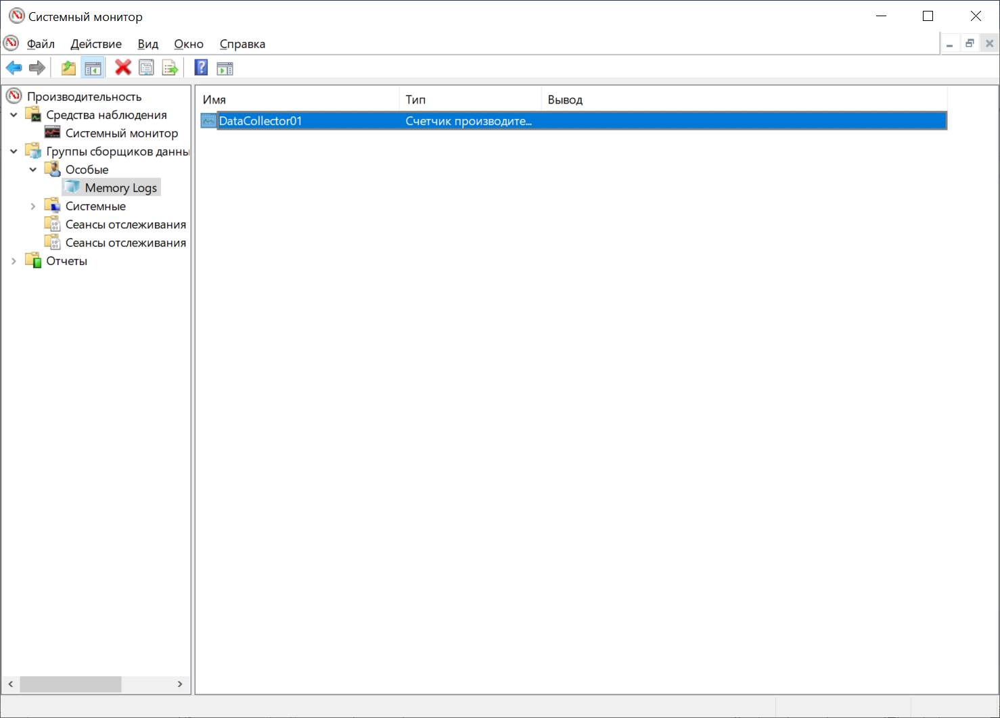 Системный монитор
Файл Действие Вид Окно Справка
Производительность
Средства наблюдения
Системный монитор
Группы сборщиков данны
Особые
Memory Logs
Системные
Сеансы отслеживания
Сеансы отслеживания
Отчеты
Имя Тип Вывод
DataCollector01 Счетчик производите...